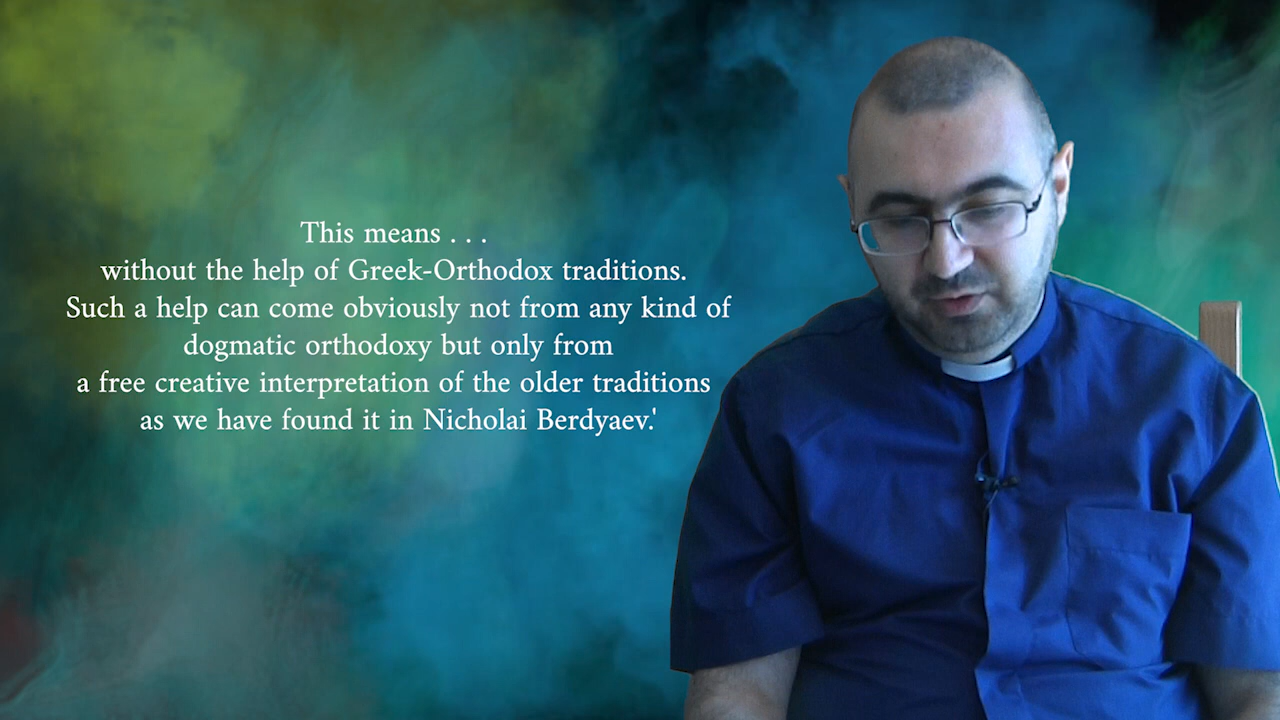 This means . . .
without the help of Greek-Orthodox traditions.
Such a help can come obviously not from any kind of
dogmatic orthodoxy but only from
a free creative interpretation of the older traditions
as we have found it in Nicholai Berdyaev.'